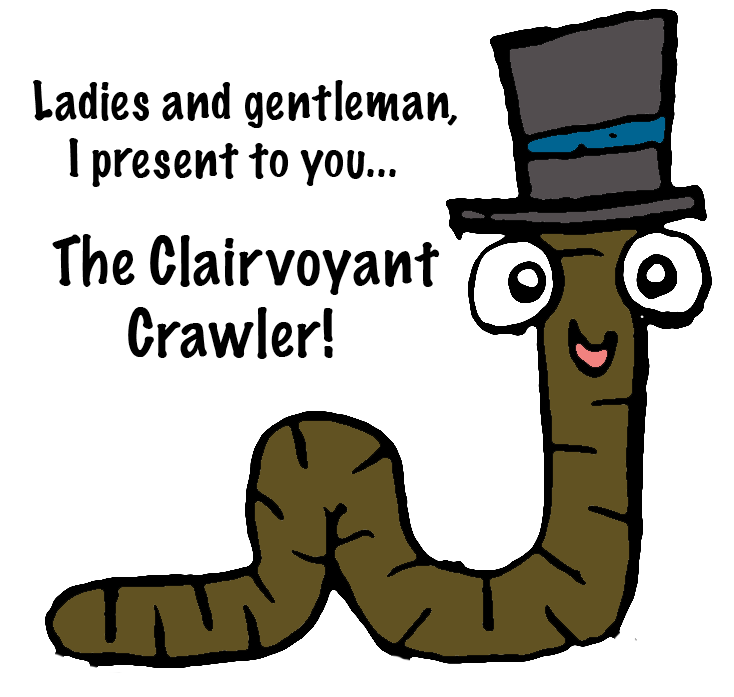 Ladies and gentleman,
I present to you...
The Clairvoyant
Crawler!